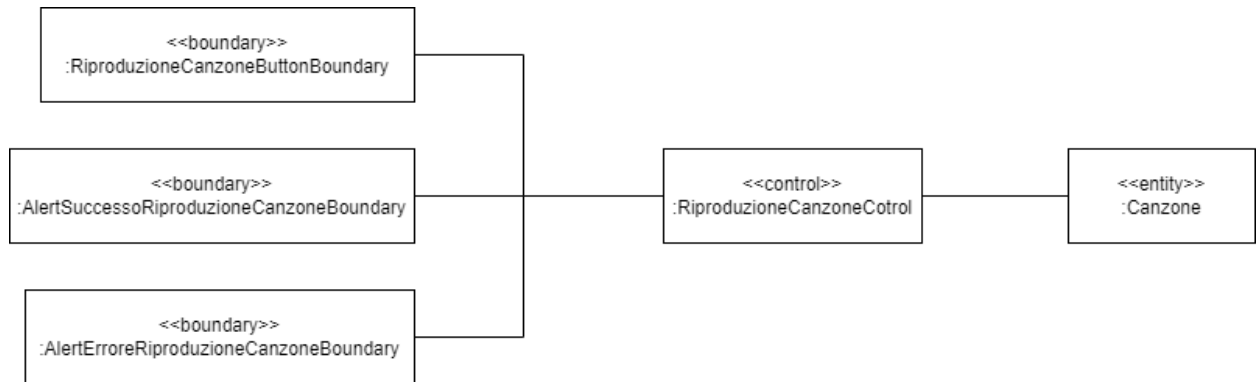 <<boundary>>
:RiproduzioneCanzoneButtonBoundary
<<boundary>>
:AlertSuccessoRiproduzioneCanzoneBoundary
<<control>>
:RiproduzioneCanzoneCotrol
<<entity>>
:Canzone
<<boundary>>
:AlertErroreRiproduzioneCanzoneBoundary